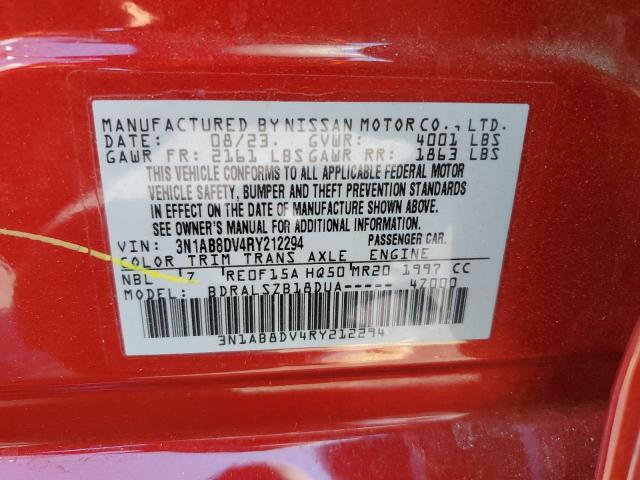 MANUFACTURED BY NISSAN MOTOR CO., LTD.
DATE: 08/23. GVWR: 4001 LBS
GAWR FR: 2161 LBS GAWR RR: 1863 LBS
THIS VEHICLE CONFORMS TO ALL APPLICABLE FEDERAL MOTOR
VEHICLE SAFETY, BUMPER AND THEFT PREVENTION STANDARDS
IN EFFECT ON THE DATE OF MANUFACTURE SHOWN ABOVE.
SEE OWNER'S MANUAL FOR ADDITIONAL INFORMATION.
VIN: 3N1AB8DV4RY212294 PASSENGER CAR.
COLOR TRIM TRANS AXLE ENGINE
NBL 7 RE0F15A HQ50 MR20 1997 CC
MODEL: BDRALSZB18DUA----- 47000
3N1AB8DV4RY212294